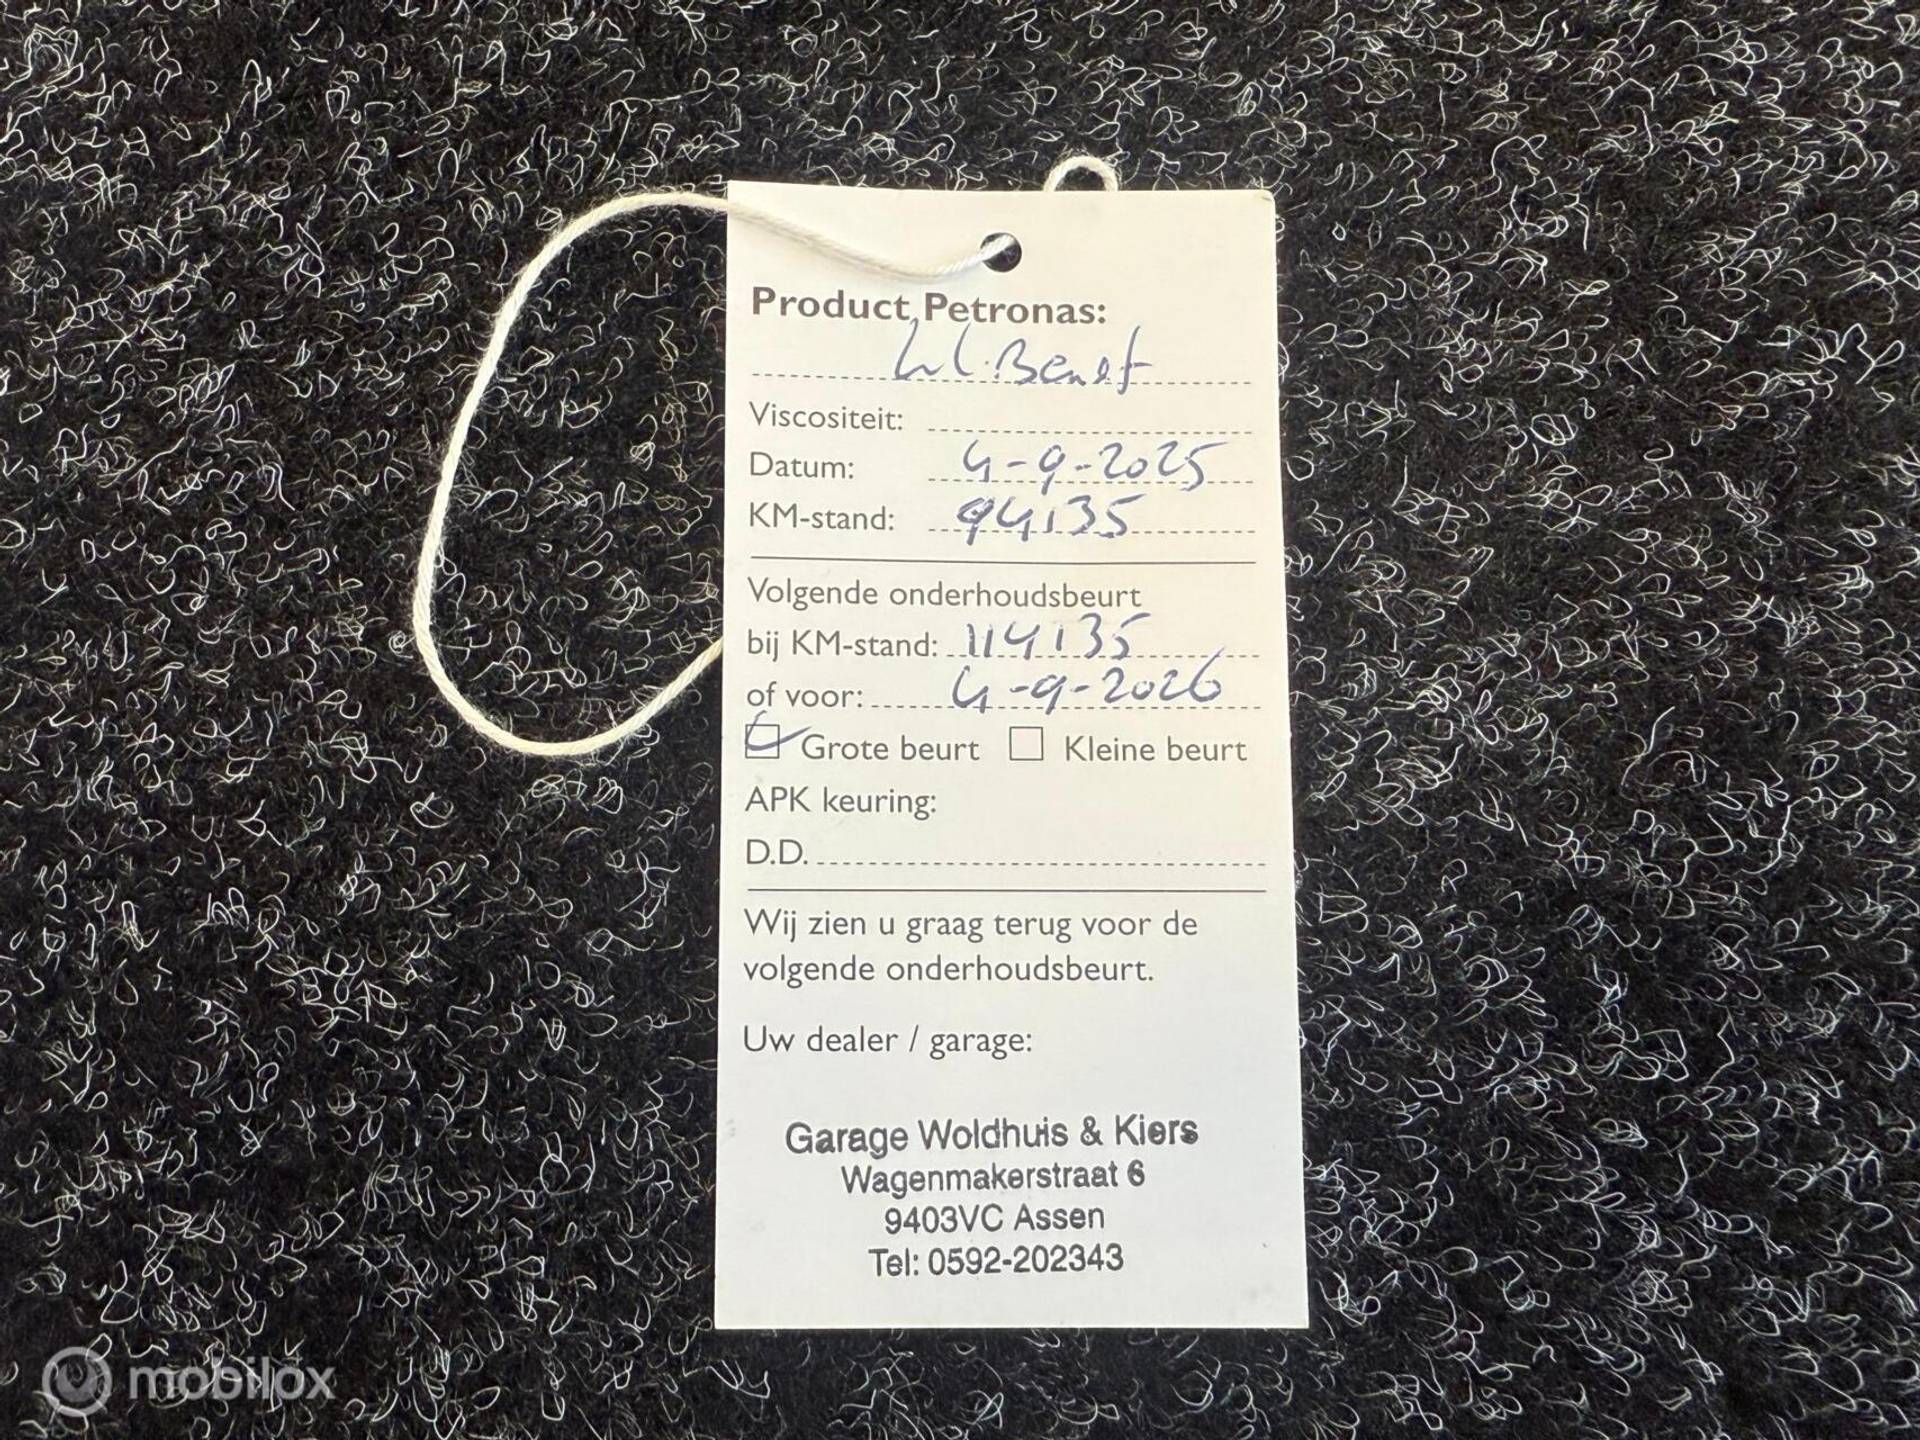 Product Petronas:
Viscositeit:
Datum: 4-9-2025
KM-stand: 94135
Volgende onderhoudsbeurt
bij KM-stand: 114135
of voor: 4-9-2026
Grote beurt Kleine beurt
APK keuring:
D.D.
Wij zien u graag terug voor de
volgende onderhoudsbeurt.
Uw dealer / garage:
Garage Woldhuis & Kiers
Wagenmakerstraat 6
9403VC Assen
Tel: 0592-202343
mobilox